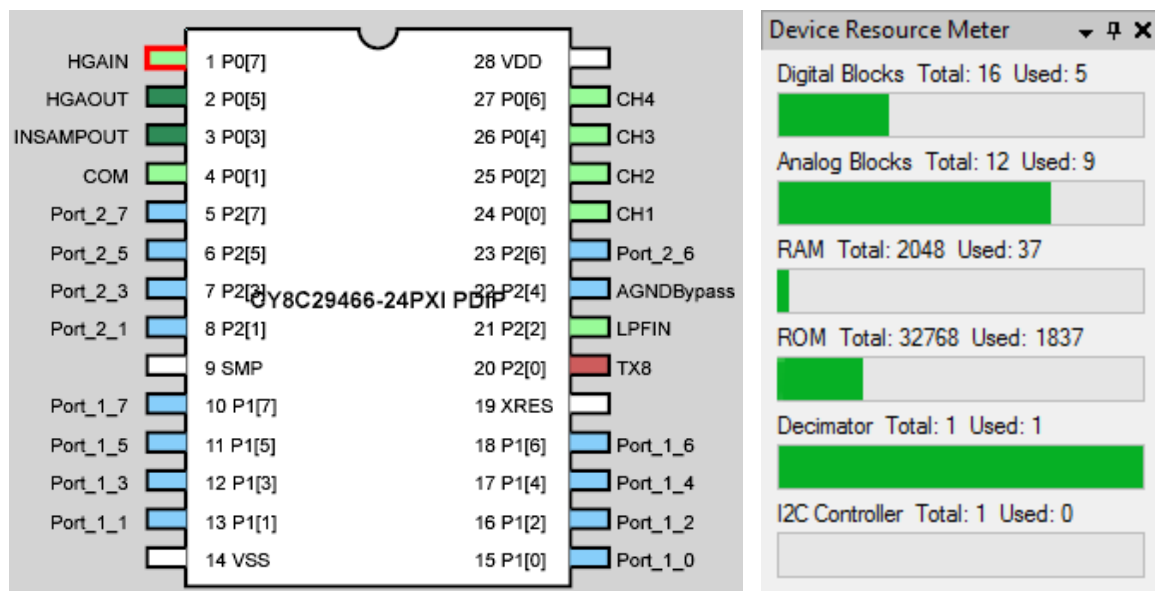 HGAIN 1 P0[7] 28 VDD
HGAOUT 2 P0[5] 27 P0[6] CH4
INSAMPOUT 3 P0[3] 26 P0[4] CH3
COM 4 P0[1] 25 P0[2] CH2
Port_2_7 5 P2[7] 24 P0[0] CH1
Port_2_5 6 P2[5] 23 P2[6] Port_2_6
Port_2_3 7 P2[3] 22 P2[4] AGNDBypass
CY8C29466-24PXI PDIP
Port_2_1 8 P2[1] 21 P2[2] LPFIN
9 SMP 20 P2[0] TX8
Port_1_7 10 P1[7] 19 XRES
Port_1_5 11 P1[5] 18 P1[6] Port_1_6
Port_1_3 12 P1[3] 17 P1[4] Port_1_4
Port_1_1 13 P1[1] 16 P1[2] Port_1_2
14 VSS 15 P1[0] Port_1_0
Device Resource Meter
Digital Blocks Total: 16 Used: 5
Analog Blocks Total: 12 Used: 9
RAM Total: 2048 Used: 37
ROM Total: 32768 Used: 1837
Decimator Total: 1 Used: 1
I2C Controller Total: 1 Used: 0